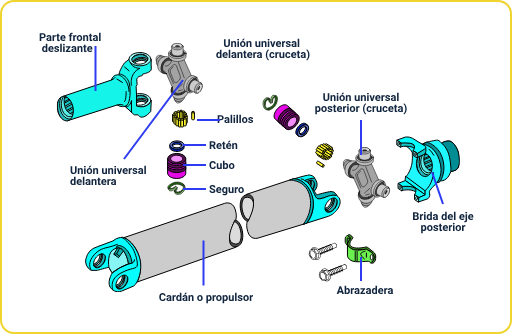 Parte frontal
deslizante
Unión universal
delantera (cruceta)
Palillos
Unión universal
posterior (cruceta)
Retén
Cubo
Unión universal
delantera
Seguro
Brida del eje
posterior
Cardán o propulsor
Abrazadera